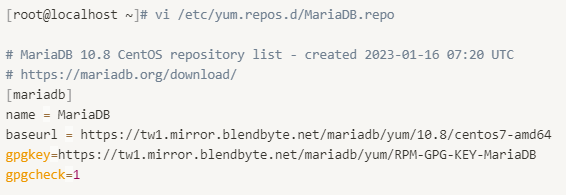 [root@localhost ~]# vi /etc/yum.repos.d/MariaDB.repo
# MariaDB 10.8 CentOS repository list - created 2023-01-16 07:20 UTC
# https://mariadb.org/download/
[mariadb]
name = MariaDB
baseurl = https://tw1.mirror.blendbyte.net/mariadb/yum/10.8/centos7-amd64
gpgkey=https://tw1.mirror.blendbyte.net/mariadb/yum/RPM-GPG-KEY-MariaDB
gpgcheck=1